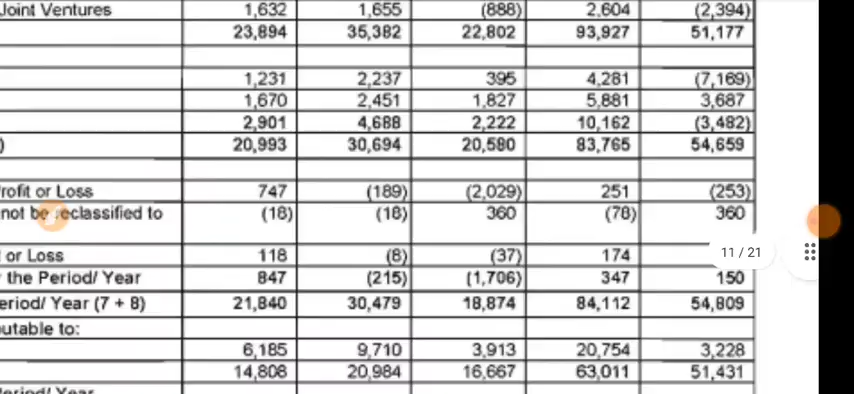 Joint Ventures 1,632 1,655 (888) 2,604 (2,394)
23,894 35,382 22,802 93,927 51,177
1,231 2,237 395 4,281 (7,169)
1,670 2,451 1,827 5,881 3,687
2,901 4,688 2,222 10,162 (3,482)
) 20,993 30,694 20,580 83,765 54,659
rofit or Loss 747 (189) (2,029) 251 (253)
not be reclassified to (18) (18) 360 (78) 360
or Loss 118 (8) (37) 174
11 / 21
the Period/ Year 847 (215) (1,706) 347 150
eriod/ Year (7 + 8) 21,840 30,479 18,874 84,112 54,809
utable to:
6,185 9,710 3,913 20,754 3,228
14,808 20,984 16,667 63,011 51,431